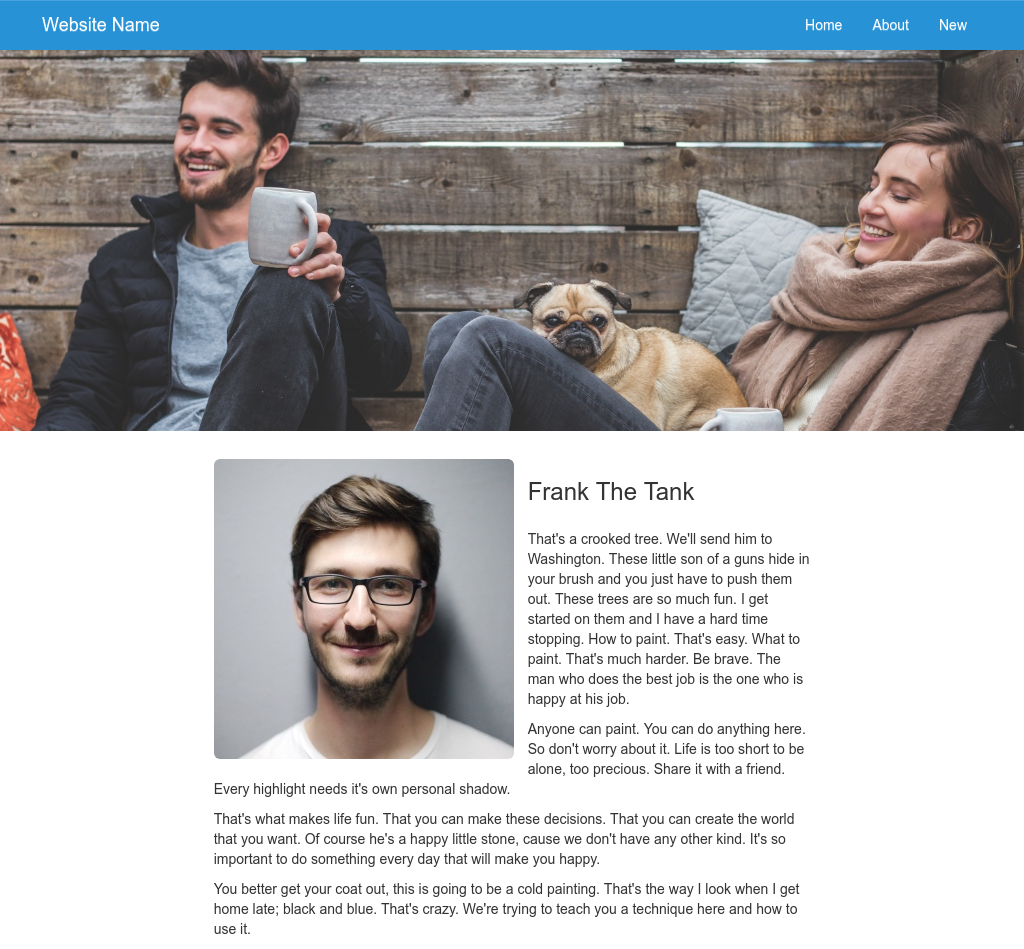 Website Name
Home About New
Frank The Tank
That's a crooked tree. We'll send him to
Washington. These little son of a guns hide in
your brush and you just have to push them
out. These trees are so much fun. I get
started on them and I have a hard time
stopping. How to paint. That's easy. What to
paint. That's much harder. Be brave. The
man who does the best job is the one who is
happy at his job.
Anyone can paint. You can do anything here.
So don't worry about it. Life is too short to be
alone, too precious. Share it with a friend.
Every highlight needs it's own personal shadow.
That's what makes life fun. That you can make these decisions. That you can create the world
that you want. Of course he's a happy little stone, cause we don't have any other kind. It's so
important to do something every day that will make you happy.
You better get your coat out, this is going to be a cold painting. That's the way I look when I get
home late; black and blue. That's crazy. We're trying to teach you a technique here and how to
use it.